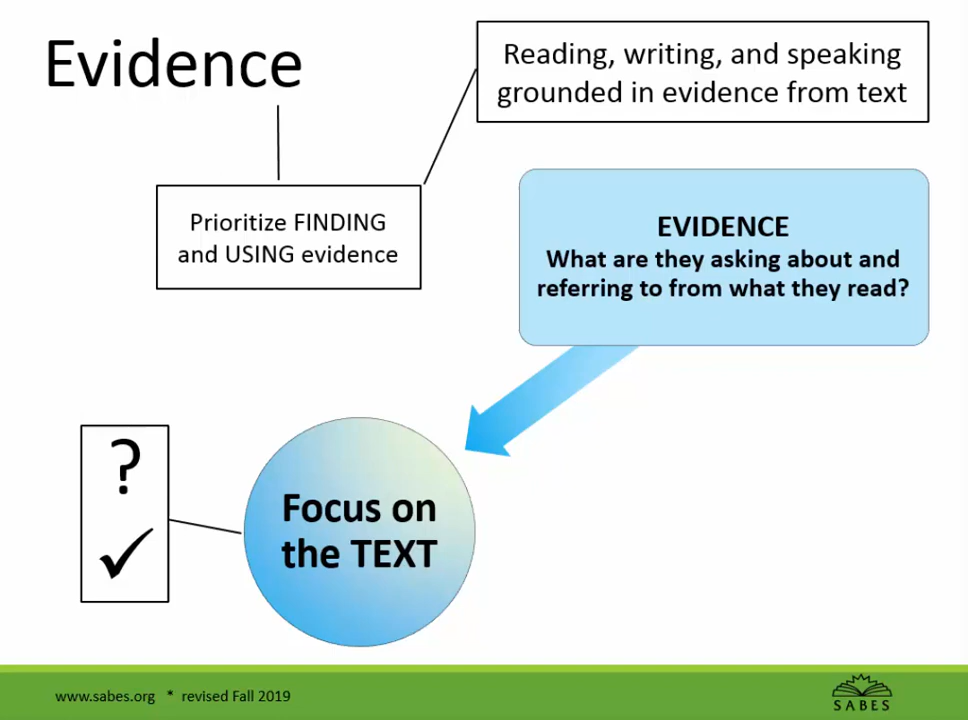 Evidence
Reading, writing, and speaking
grounded in evidence from text
Prioritize FINDING
and USING evidence
EVIDENCE
What are they asking about and
referring to from what they read?
?
✓
Focus on
the TEXT
www.sabes.org * revised Fall 2019
SABES